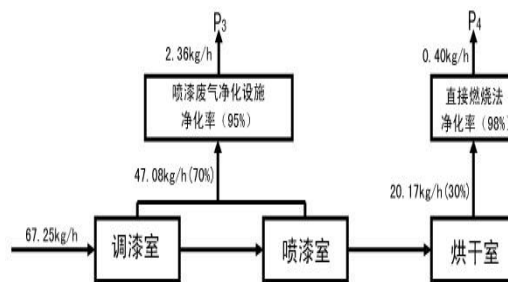 P3
P4
2.36kg/h
0.40kg/h
喷漆废气净化设施
净化率（95%）
直接燃烧法
净化率（98%）
47.08kg/h(70%)
20.17kg/h(30%)
67.25kg/h
调漆室
喷漆室
烘干室